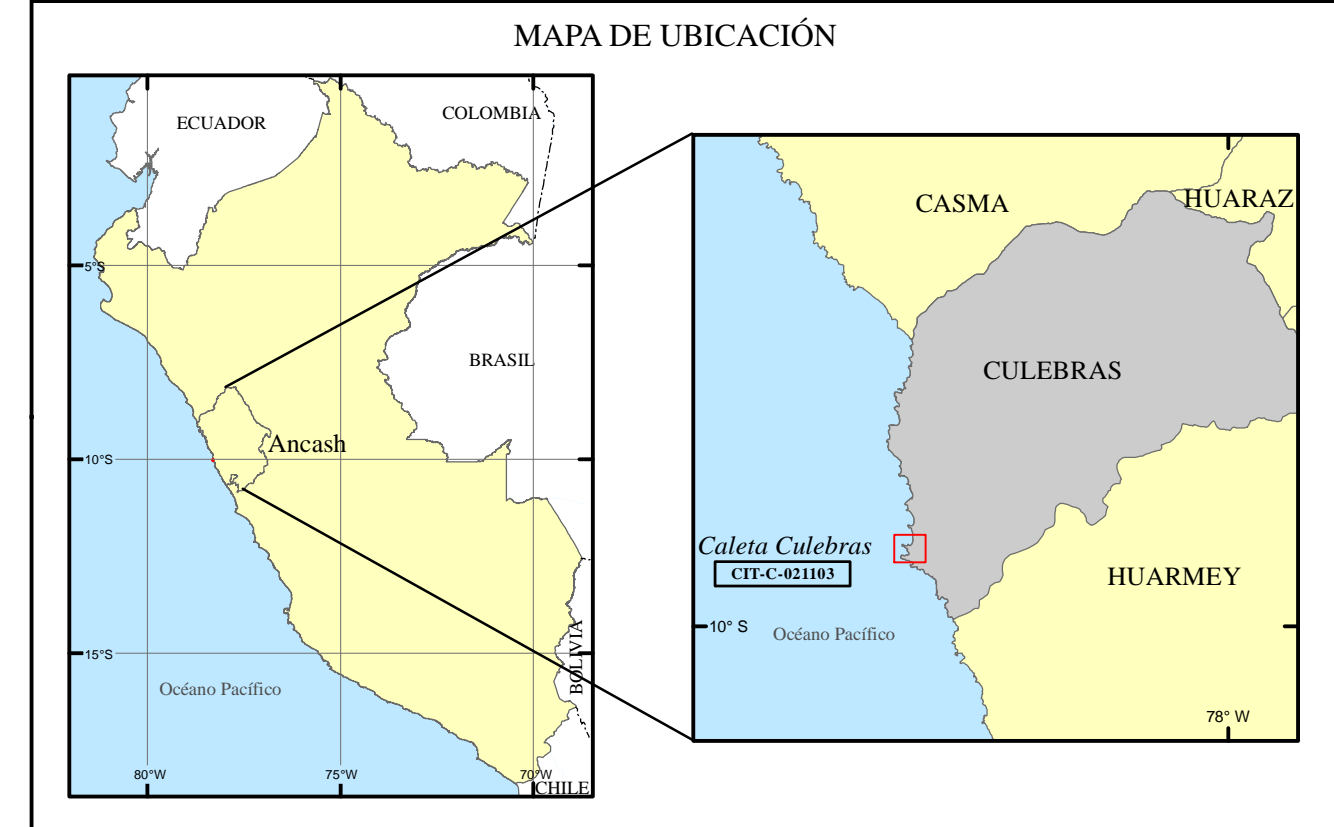 MAPA DE UBICACIÓN
ECUADOR
COLOMBIA
BRASIL
Ancash
BOLIVIA
CHILE
Océano Pacífico
5°S
10°S
15°S
80°W
75°W
70°W
CASMA
HUARAZ
CULEBRAS
Caleta Culebras
CIT-C-021103
HUARMEY
10° S
Océano Pacífico
78° W